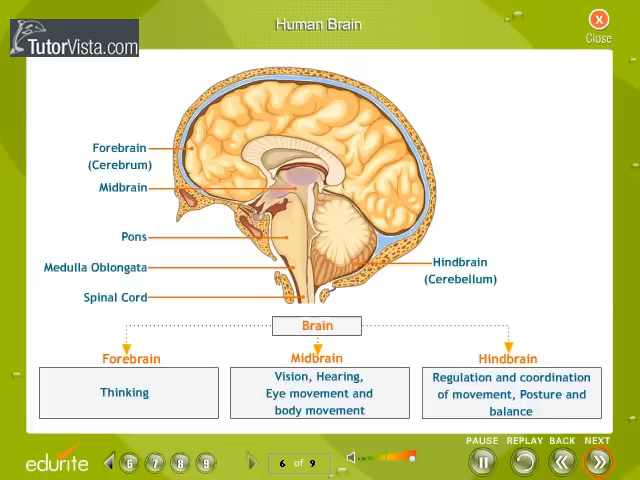 Human Brain
TutorVista.com
Close
Forebrain
(Cerebrum)
Midbrain
Pons
Medulla Oblongata
Spinal Cord
Hindbrain
(Cerebellum)
Brain
Forebrain
Midbrain
Hindbrain
Thinking
Vision, Hearing,
Eye movement and
body movement
Regulation and coordination
of movement, Posture and
balance
PAUSE REPLAY BACK NEXT
edurite
6 7 8 9
6 of 9